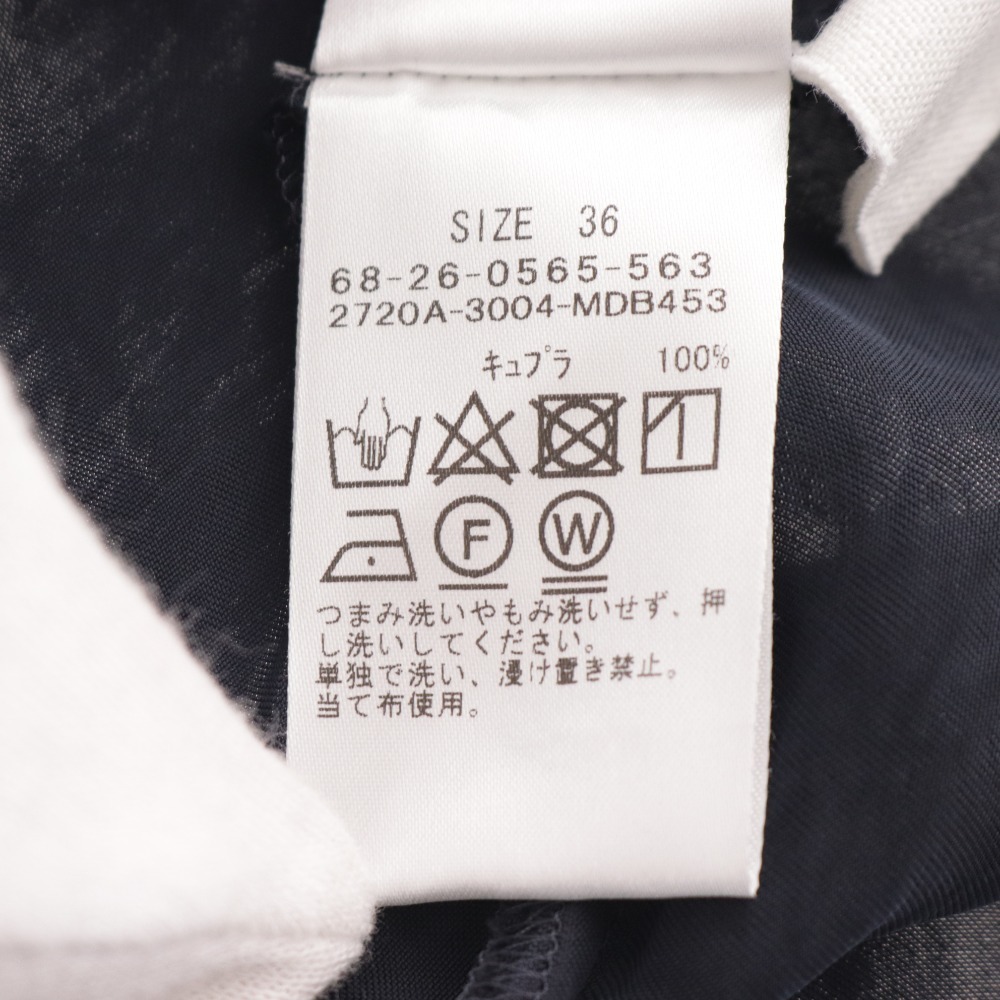 SIZE 36
68-26-0565-563
2720A-3004-MDB453
キュプラ 100%
F W
つまみ洗いやもみ洗いせず、押
し洗いしてください。
単独で洗い、漫け置き禁止。
当て布使用。